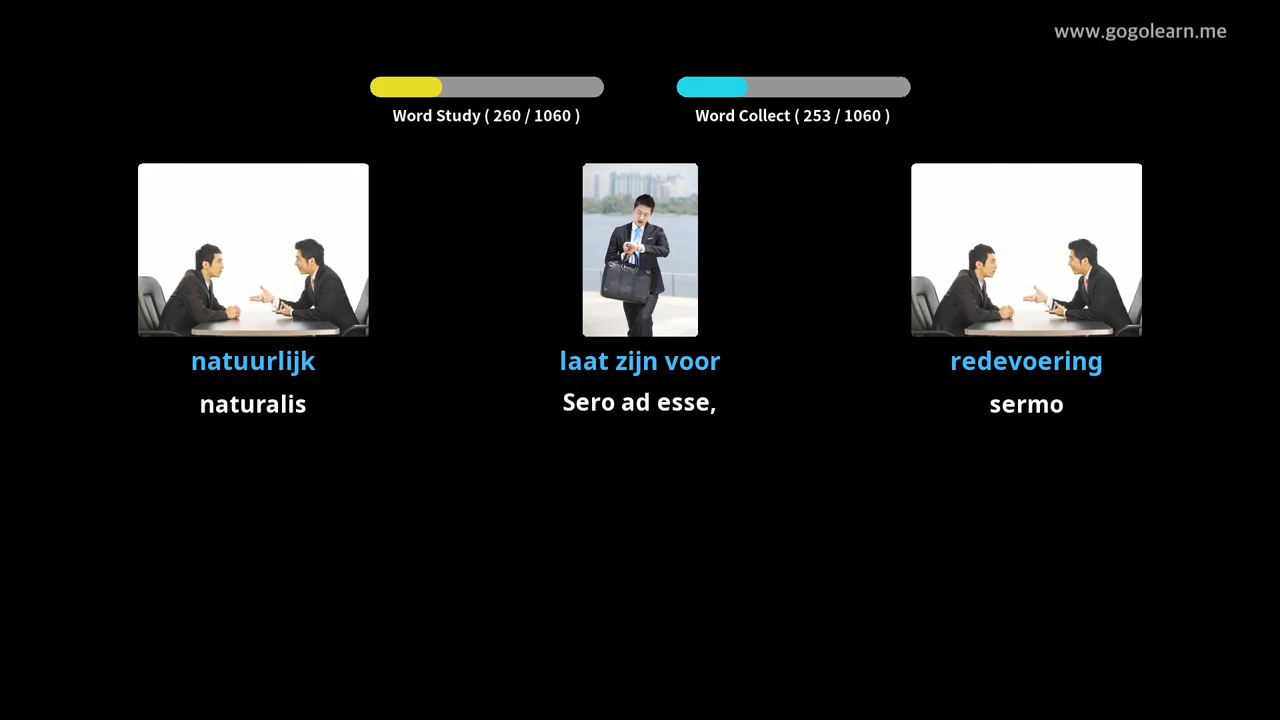 www.gogolearn.me
Word Study ( 260 / 1060 )
Word Collect ( 253 / 1060 )
natuurlijk
naturalis
laat zijn voor
Sero ad esse,
redevoering
sermo